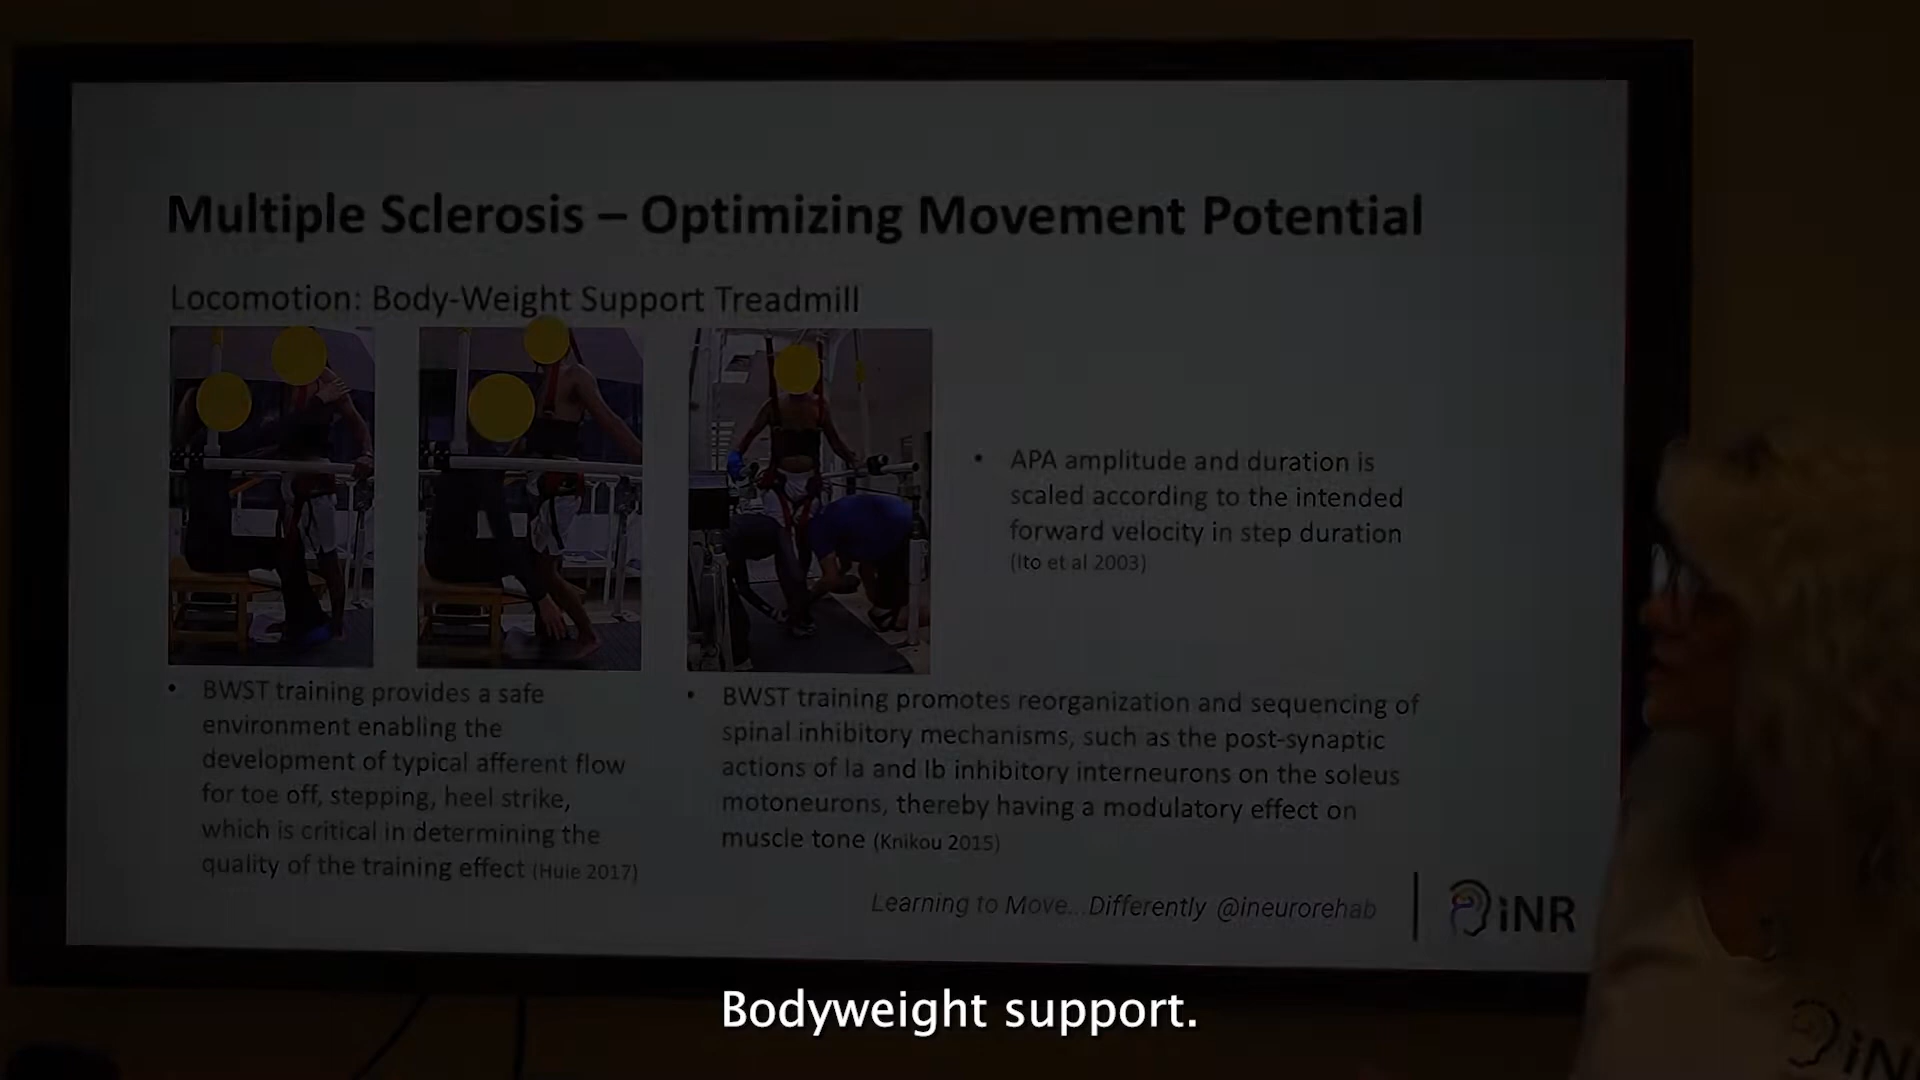 Multiple Sclerosis – Optimizing Movement Potential
Locomotion: Body-Weight Support Treadmill
• APA amplitude and duration is
scaled according to the intended
forward velocity in step duration
(Ito et al 2003)
• BWST training provides a safe
environment enabling the
development of typical afferent flow
for toe off, stepping, heel strike,
which is critical in determining the
quality of the training effect (Huie 2017)
• BWST training promotes reorganization and sequencing of
spinal inhibitory mechanisms, such as the post-synaptic
actions of Ia and Ib inhibitory interneurons on the soleus
motoneurons, thereby having a modulatory effect on
muscle tone (Knikou 2015)
Learning to Move...Differently @ineurorehab
iNR
Bodyweight support.